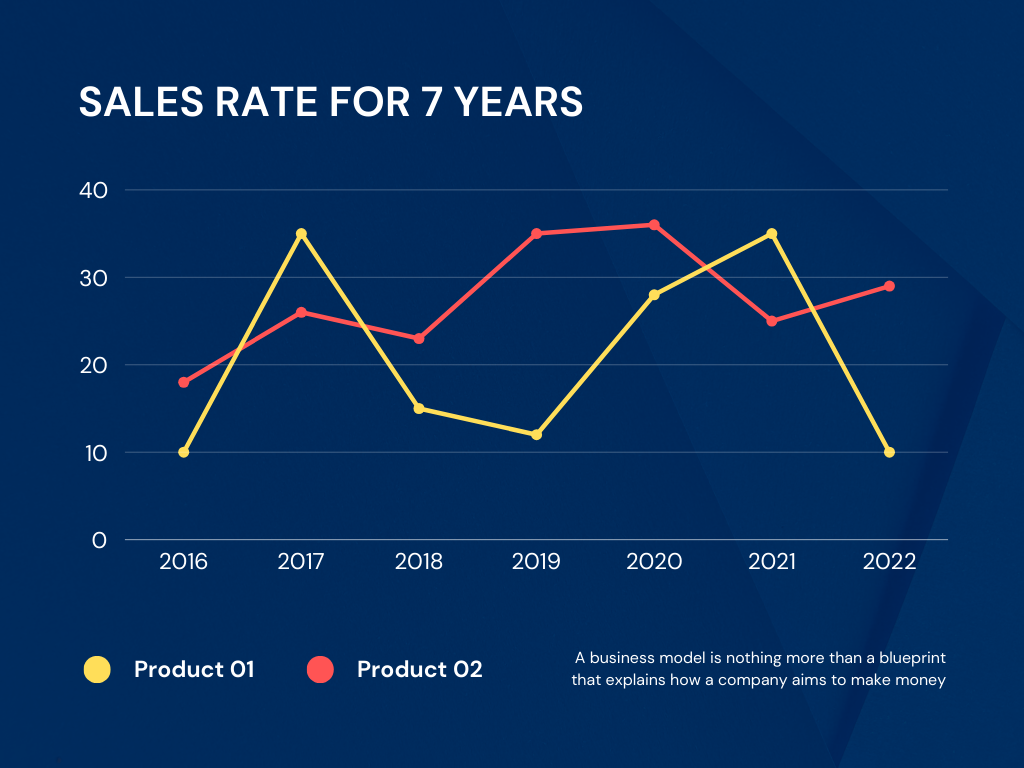 SALES RATE FOR 7 YEARS
40
30
20
10
0
2016 2017 2018 2019 2020 2021 2022
Product 01 Product 02
A business model is nothing more than a blueprint
that explains how a company aims to make money